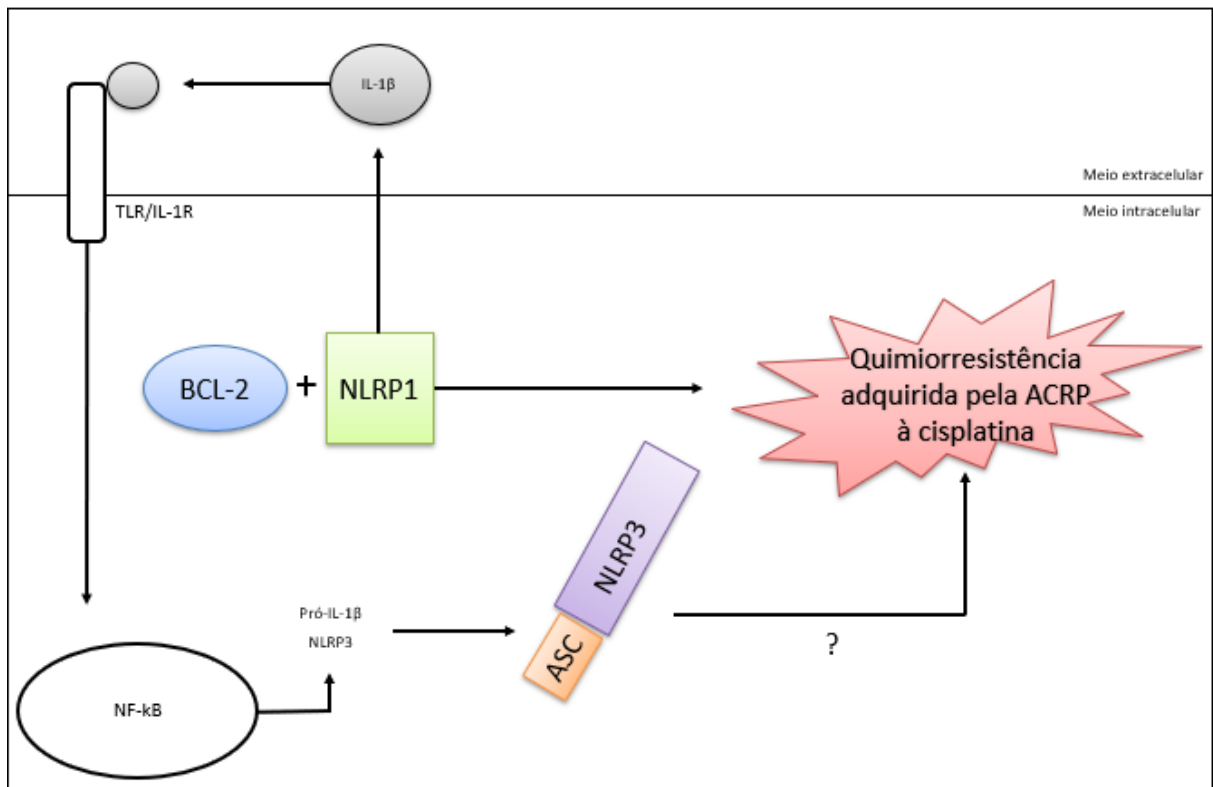 IL-1β
Meio extracelular
TLR/IL-1R
Meio intracelular
BCL-2
+
NLRP1
Quimiorresistência
adquirida pela ACRP
à cisplatina
NLRP3
ASC
Pró-IL-1β
NLRP3
?
NF-kB